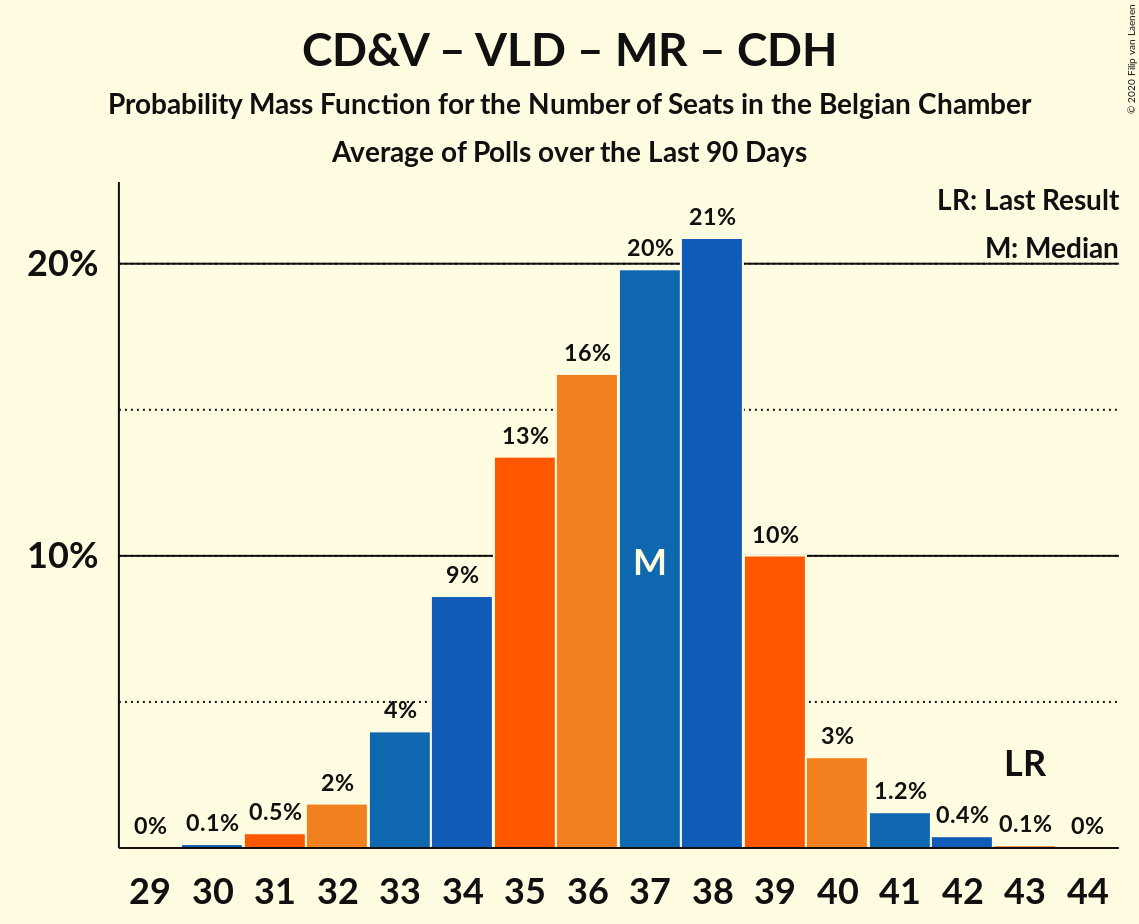 CD&V – VLD – MR – CDH
Probability Mass Function for the Number of Seats in the Belgian Chamber
Average of Polls over the Last 90 Days
© 2020 Filip van Laenen
LR: Last Result
M: Median
20%
10%
0%
0.1%
0.5%
2%
4%
9%
13%
16%
20%
21%
10%
3%
1.2%
0.4%
0.1%
0%
M
LR
29 30 31 32 33 34 35 36 37 38 39 40 41 42 43 44